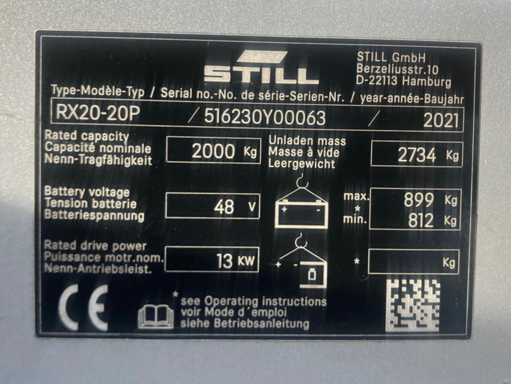 STILL
STILL GmbH
Berzeliusstr.10
D-22113 Hamburg
Type-Modèle-Typ / Serial no.-No. de série-Serien-Nr. / year-année-Baujahr
RX20-20P / 516230Y00063 / 2021
Rated capacity
Capacité nominale
Nenn-Tragfähigkeit
2000 Kg
Unladen mass
Masse à vide
Leergewicht
2734 Kg
Battery voltage
Tension batterie
Batteriespannung
48 V
+ -
max. 899 Kg
*
min. 812 Kg
Rated drive power
Puissance motr.nom.
Nenn-Antriebsleist.
13 KW
+ -
* Kg
CE
*see Operating instructions
voir Mode d´emploi
siehe Betriebsanleitung